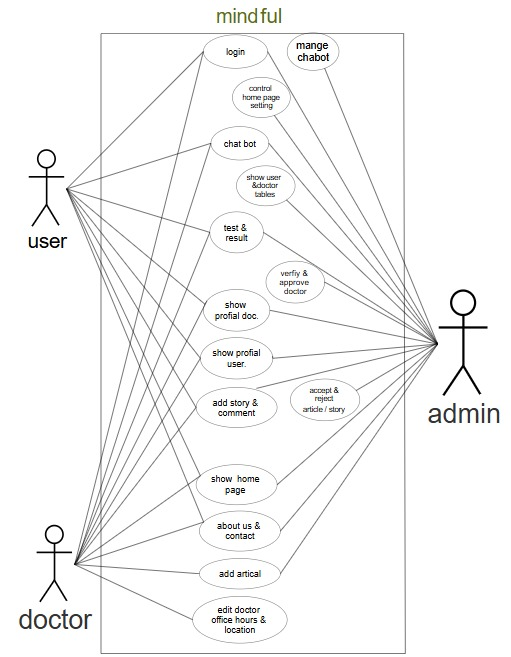 mindful
login
mange
chabot
control
home page
setting
chat bot
show user
&doctor
tables
user
test &
result
verfiy &
approve
doctor
show
profial doc.
show profial
user.
accept &
reject
article / story
add story &
comment
admin
show home
page
about us &
contact
add artical
doctor
edit doctor
office hours &
location